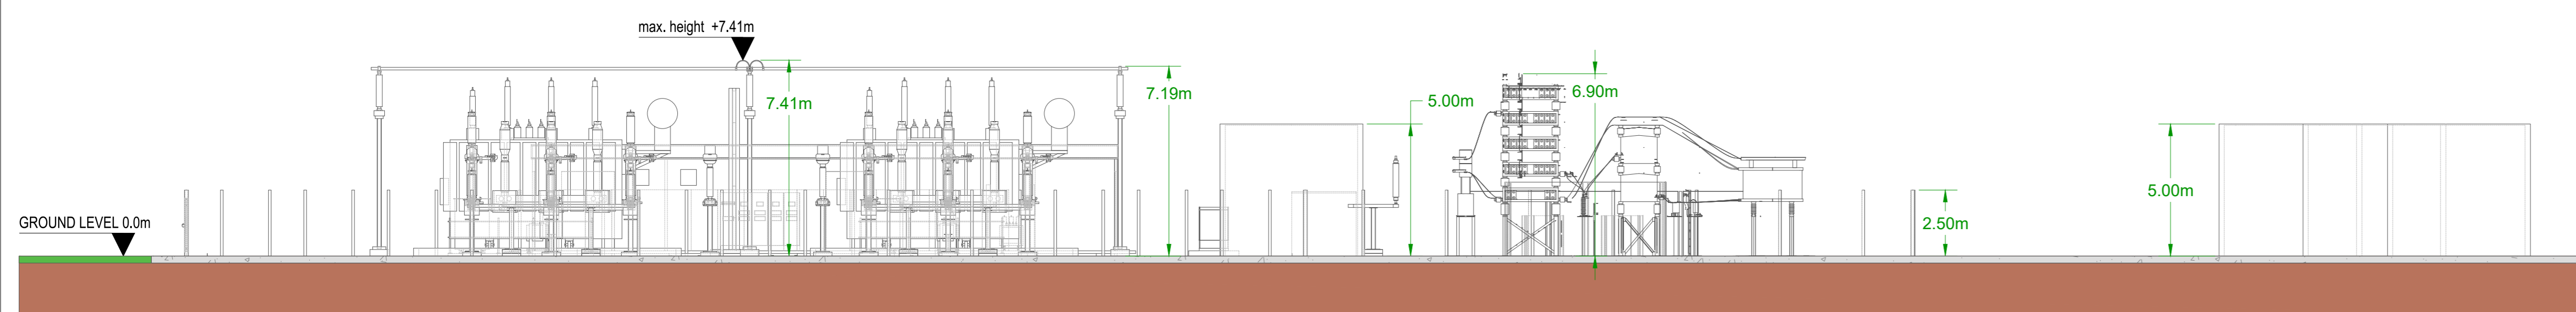 max. height +7.41m
7.41m
7.19m
5.00m
6.90m
5.00m
2.50m
GROUND LEVEL 0.0m